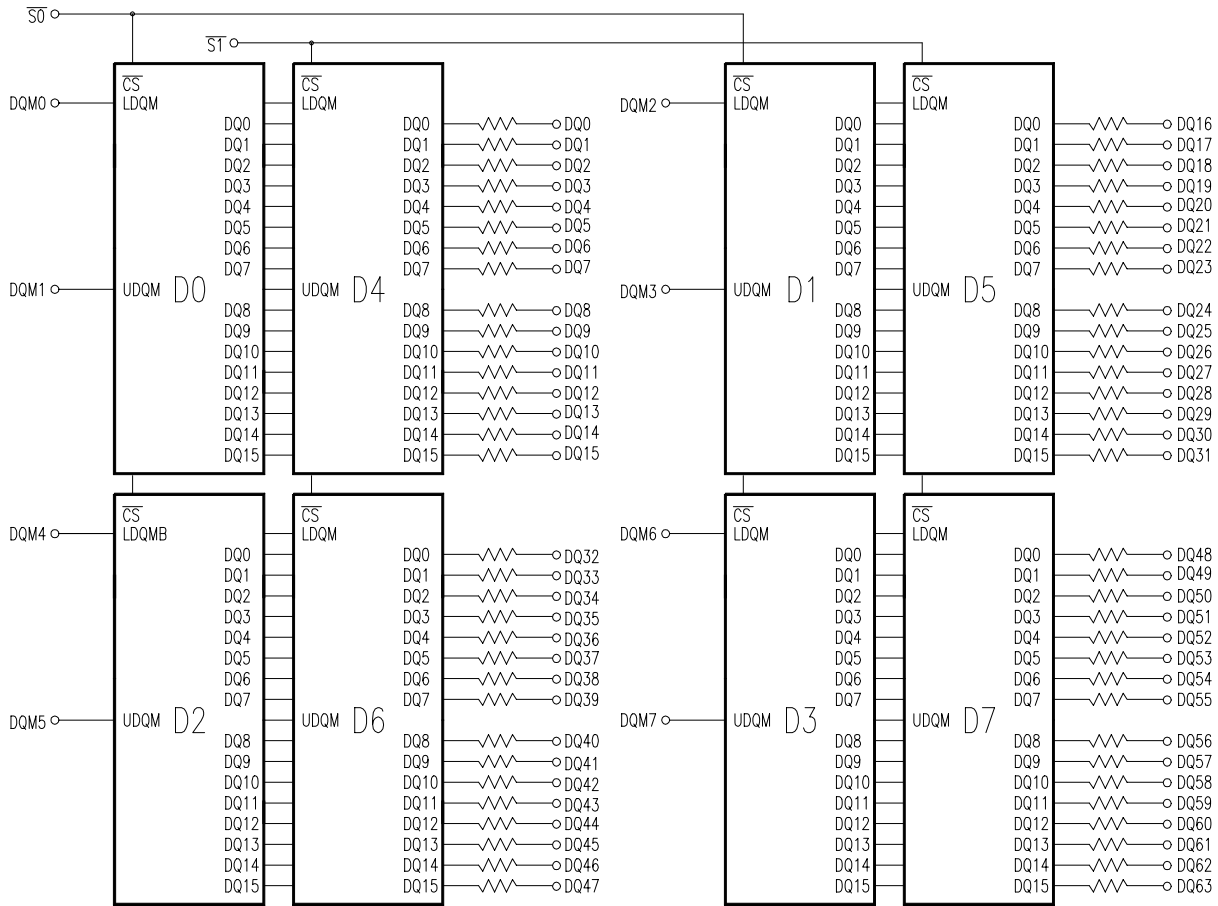 S0
S1
CS CS CS CS
DQM0 LDQM LDQM DQM2 LDQM LDQM
DQ0 DQ0 DQ0 DQ0 DQ0 DQ16
DQ1 DQ1 DQ1 DQ1 DQ1 DQ17
DQ2 DQ2 DQ2 DQ2 DQ2 DQ18
DQ3 DQ3 DQ3 DQ3 DQ3 DQ19
DQ4 DQ4 DQ4 DQ4 DQ4 DQ20
DQ5 DQ5 DQ5 DQ5 DQ5 DQ21
DQ6 DQ6 DQ6 DQ6 DQ6 DQ22
DQ7 DQ7 DQ7 DQ7 DQ7 DQ23
DQM1 UDQM D0 UDQM D4 DQM3 UDQM D1 UDQM D5
DQ8 DQ8 DQ8 DQ8 DQ8 DQ24
DQ9 DQ9 DQ9 DQ9 DQ9 DQ25
DQ10 DQ10 DQ10 DQ10 DQ10 DQ26
DQ11 DQ11 DQ11 DQ11 DQ11 DQ27
DQ12 DQ12 DQ12 DQ12 DQ12 DQ28
DQ13 DQ13 DQ13 DQ13 DQ13 DQ29
DQ14 DQ14 DQ14 DQ14 DQ14 DQ30
DQ15 DQ15 DQ15 DQ15 DQ15 DQ31
CS CS CS CS
DQM4 LDQMB LDQM DQM6 LDQM LDQM
DQ0 DQ0 DQ32 DQ0 DQ0 DQ48
DQ1 DQ1 DQ33 DQ1 DQ1 DQ49
DQ2 DQ2 DQ34 DQ2 DQ2 DQ50
DQ3 DQ3 DQ35 DQ3 DQ3 DQ51
DQ4 DQ4 DQ36 DQ4 DQ4 DQ52
DQ5 DQ5 DQ37 DQ5 DQ5 DQ53
DQ6 DQ6 DQ38 DQ6 DQ6 DQ54
DQ7 DQ7 DQ39 DQ7 DQ7 DQ55
DQM5 UDQM D2 UDQM D6 DQM7 UDQM D3 UDQM D7
DQ8 DQ8 DQ40 DQ8 DQ8 DQ56
DQ9 DQ9 DQ41 DQ9 DQ9 DQ57
DQ10 DQ10 DQ42 DQ10 DQ10 DQ58
DQ11 DQ11 DQ43 DQ11 DQ11 DQ59
DQ12 DQ12 DQ44 DQ12 DQ12 DQ60
DQ13 DQ13 DQ45 DQ13 DQ13 DQ61
DQ14 DQ14 DQ46 DQ14 DQ14 DQ62
DQ15 DQ15 DQ47 DQ15 DQ15 DQ63